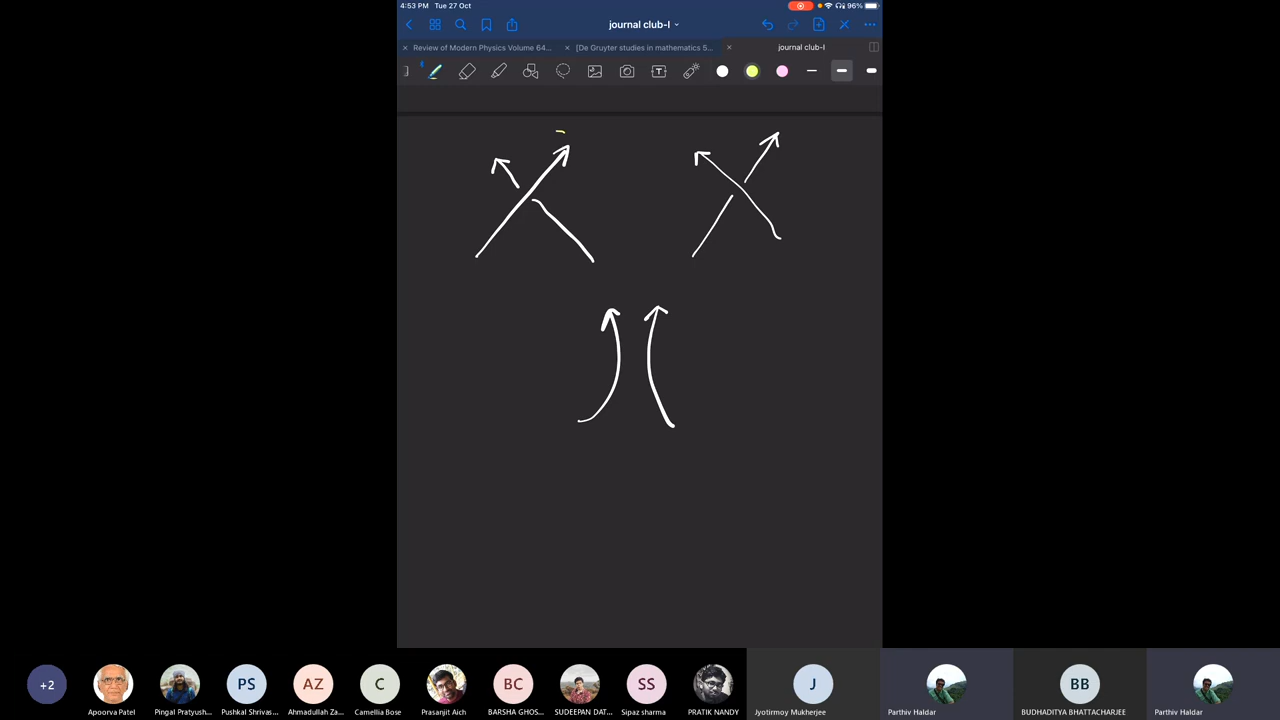 4:53 PM Tue 27 Oct
96%
journal club-I
Review of Modern Physics Volume 64...
[De Gruyter studies in mathematics 5...
journal club-I
T
+2
PS
AZ
C
BC
SS
J
BB
Apoorva Patel
Pingal Pratyush...
Pushkal Shrivas...
Ahmadullah Za...
Camellia Bose
Prasanjit Aich
BARSHA GHOS...
SUDEEPAN DAT...
Sipaz sharma
PRATIK NANDY
Jyotirmoy Mukherjee
Parthiv Haldar
BUDHADITYA BHATTACHARJEE
Parthiv Haldar